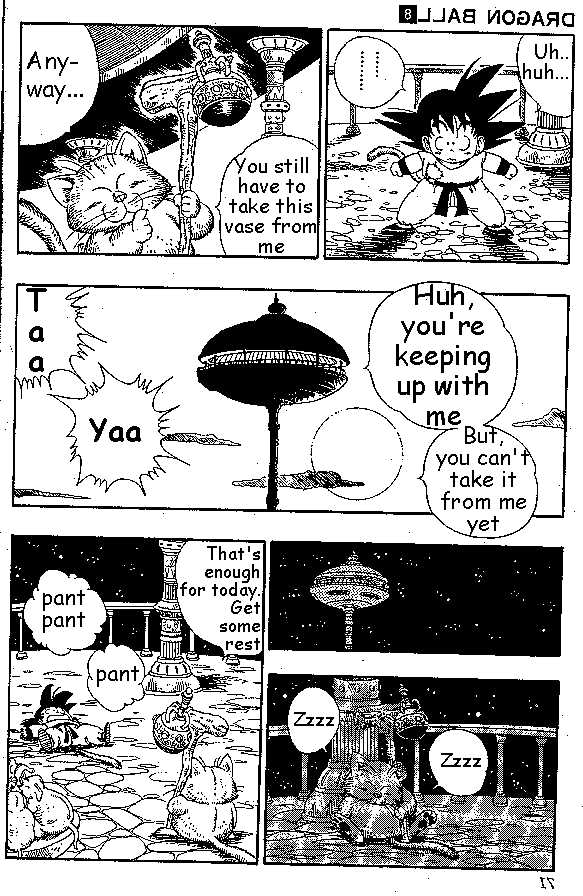 DRAGON BALL 8
Any-
way...
You still
have to
take this
vase from
me
........
Uh..
huh...
T
a
a
Yaa
Huh,
you're
keeping
up with
me
But,
you can't
take it
from me
yet
That's
enough
for today.
Get
some
rest
pant
pant
pant
Zzzz
Zzzz